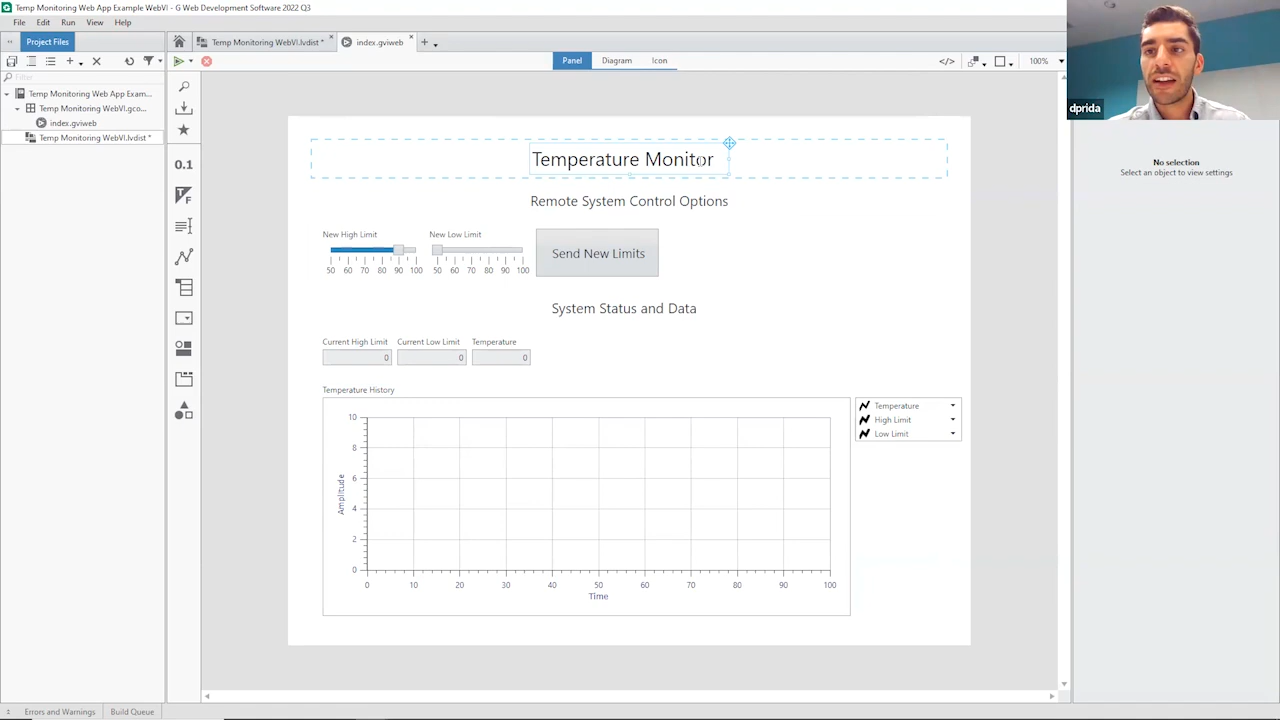 Temp Monitoring Web App Example WebVI - G Web Development Software 2022 Q3
File Edit Run View Help
Project Files
Temp Monitoring WebVI.lvdist *
index.gviweb
Panel Diagram Icon
100%
Filter
Temp Monitoring Web App Exam...
Temp Monitoring WebVI.gco...
index.gviweb
Temp Monitoring WebVI.lvdist *
0.1
T
F
dprida
No selection
Select an object to view settings
Temperature Monitor
Remote System Control Options
New High Limit New Low Limit
Send New Limits
50 60 70 80 90 100 50 60 70 80 90 100
System Status and Data
Current High Limit Current Low Limit Temperature
0 0 0
Temperature History
10
8
6
4
2
0
Amplitude
0 10 20 30 40 50 60 70 80 90 100
Time
Temperature
High Limit
Low Limit
Errors and Warnings Build Queue